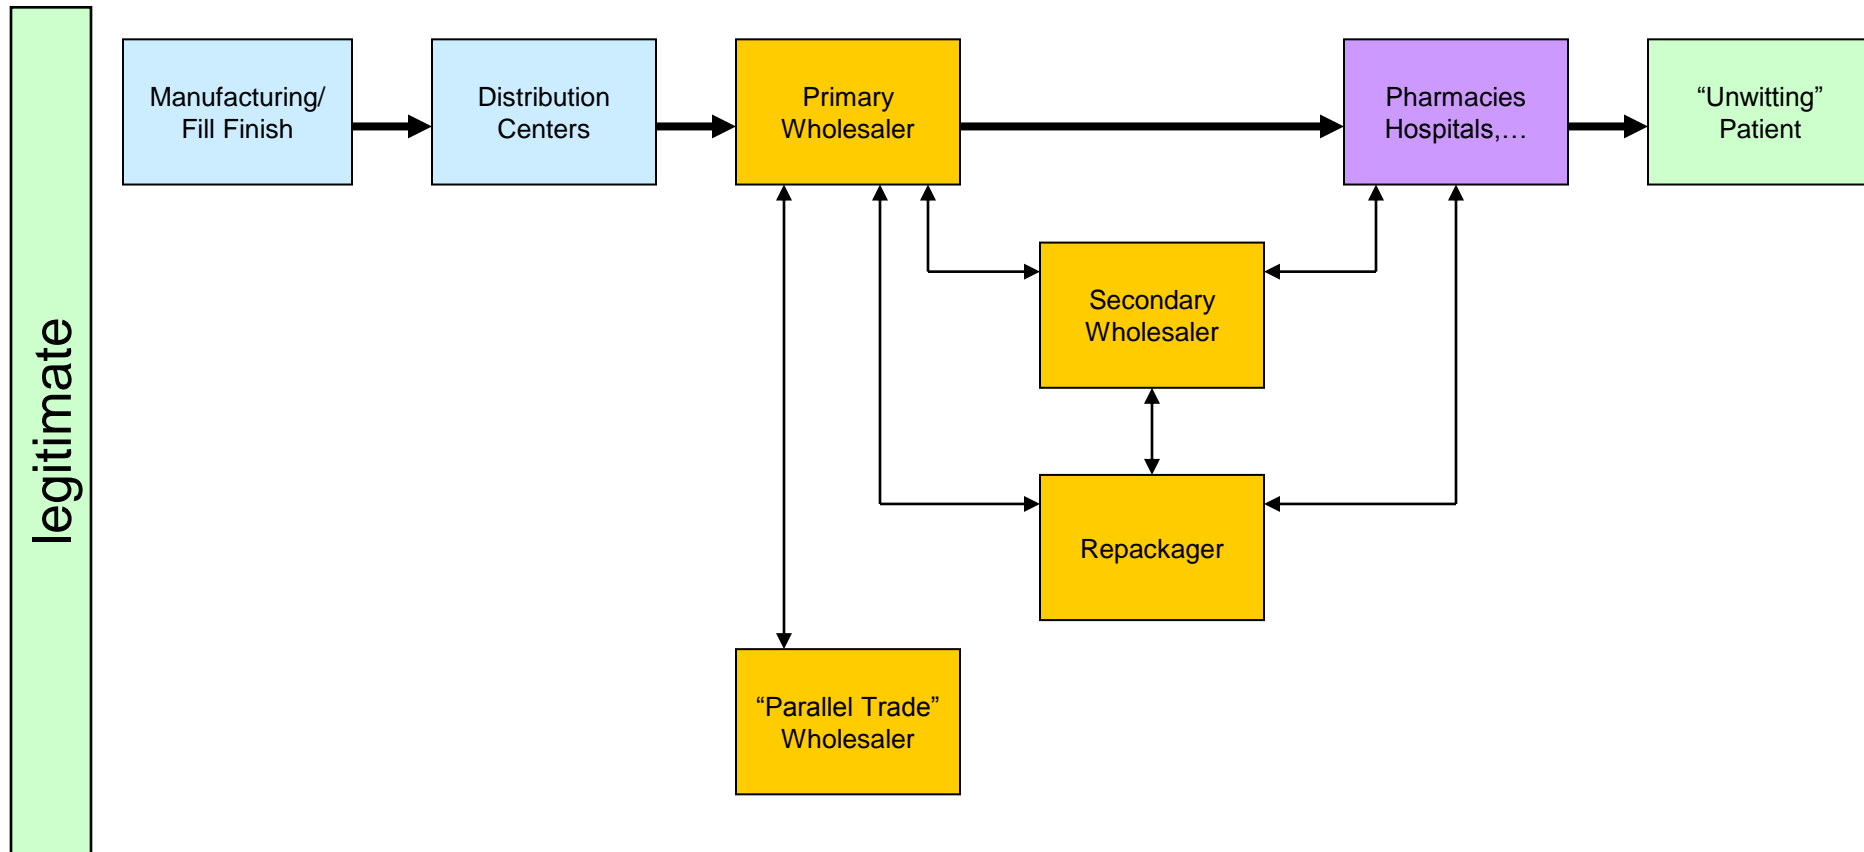 legitimate
Manufacturing/
Fill Finish
Distribution
Centers
Primary
Wholesaler
Pharmacies
Hospitals,…
“Unwitting”
Patient
Secondary
Wholesaler
Repackager
“Parallel Trade”
Wholesaler